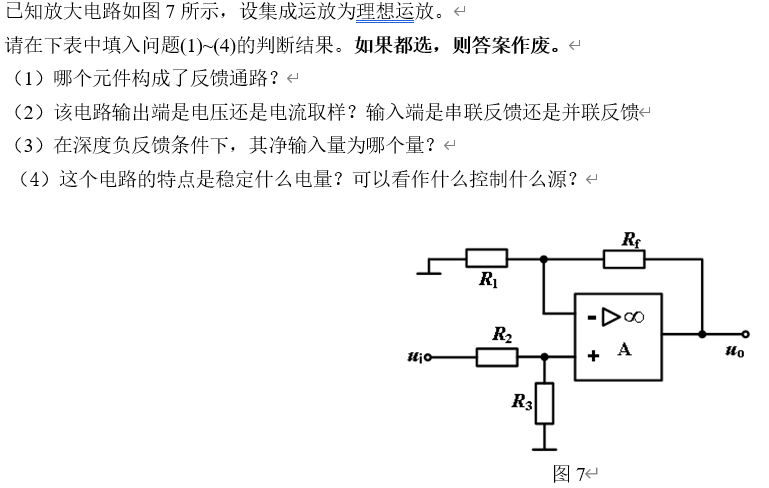 已知放大电路如图 7 所示，设集成运放为理想运放。
请在下表中填入问题(1)~(4)的判断结果。如果都选，则答案作废。
（1）哪个元件构成了反馈通路？
（2）该电路输出端是电压还是电流取样？输入端是串联反馈还是并联反馈
（3）在深度负反馈条件下，其净输入量为哪个量？
（4）这个电路的特点是稳定什么电量？可以看作什么控制什么源？
Rf
R1
- ▷∞
R2
ui
+ A
uo
R3
图 7